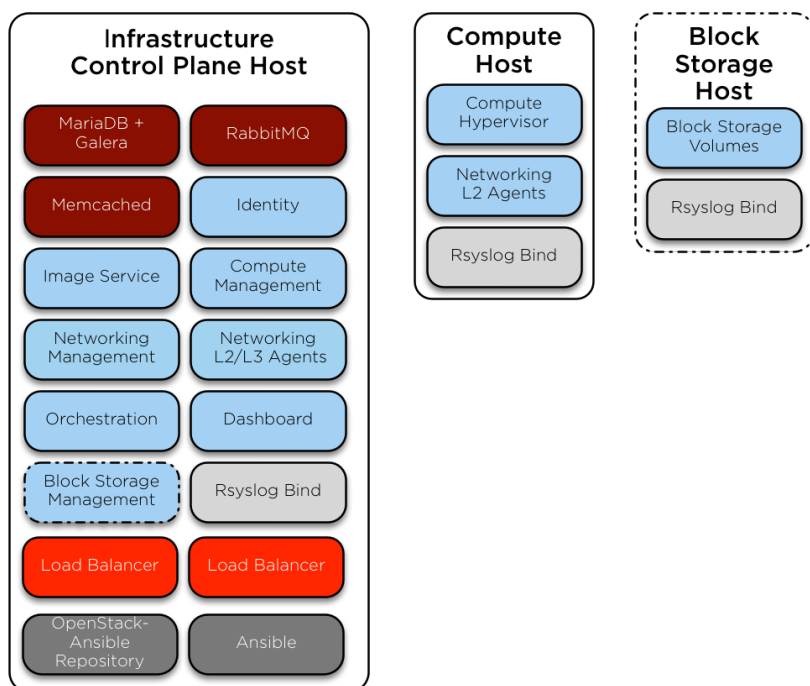 Infrastructure
Control Plane Host
MariaDB +
Galera
RabbitMQ
Memcached
Identity
Image Service
Compute
Management
Networking
Management
Networking
L2/L3 Agents
Orchestration
Dashboard
Block Storage
Management
Rsyslog Bind
Load Balancer
Load Balancer
OpenStack-
Ansible
Repository
Ansible
Compute
Host
Compute
Hypervisor
Networking
L2 Agents
Rsyslog Bind
Block
Storage
Host
Block Storage
Volumes
Rsyslog Bind